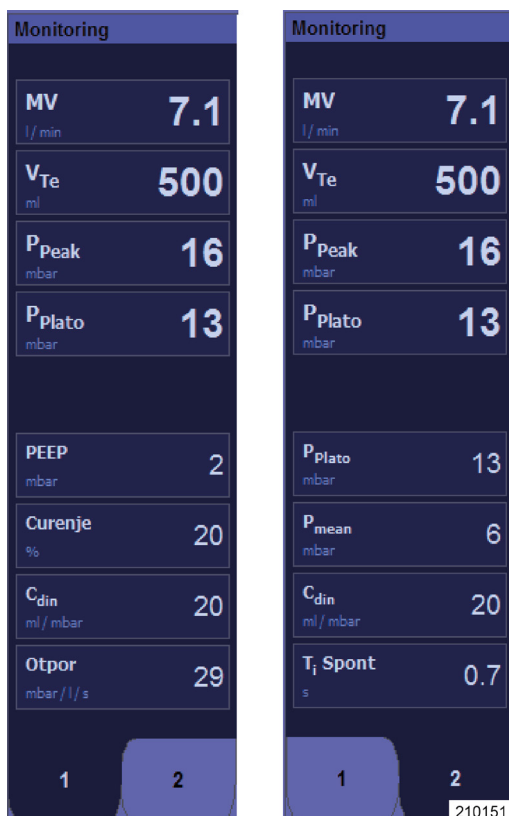 Monitoring
MV 7.1
l / min
VTe 500
ml
PPeak 16
mbar
PPlato 13
mbar
PEEP 2
mbar
Curenje 20
%
Cdin 20
ml / mbar
Otpor 29
mbar / l / s
1 2
Monitoring
MV 7.1
l / min
VTe 500
ml
PPeak 16
mbar
PPlato 13
mbar
PPlato 13
mbar
Pmean 6
mbar
Cdin 20
ml / mbar
Ti Spont 0.7
s
1 2
210151